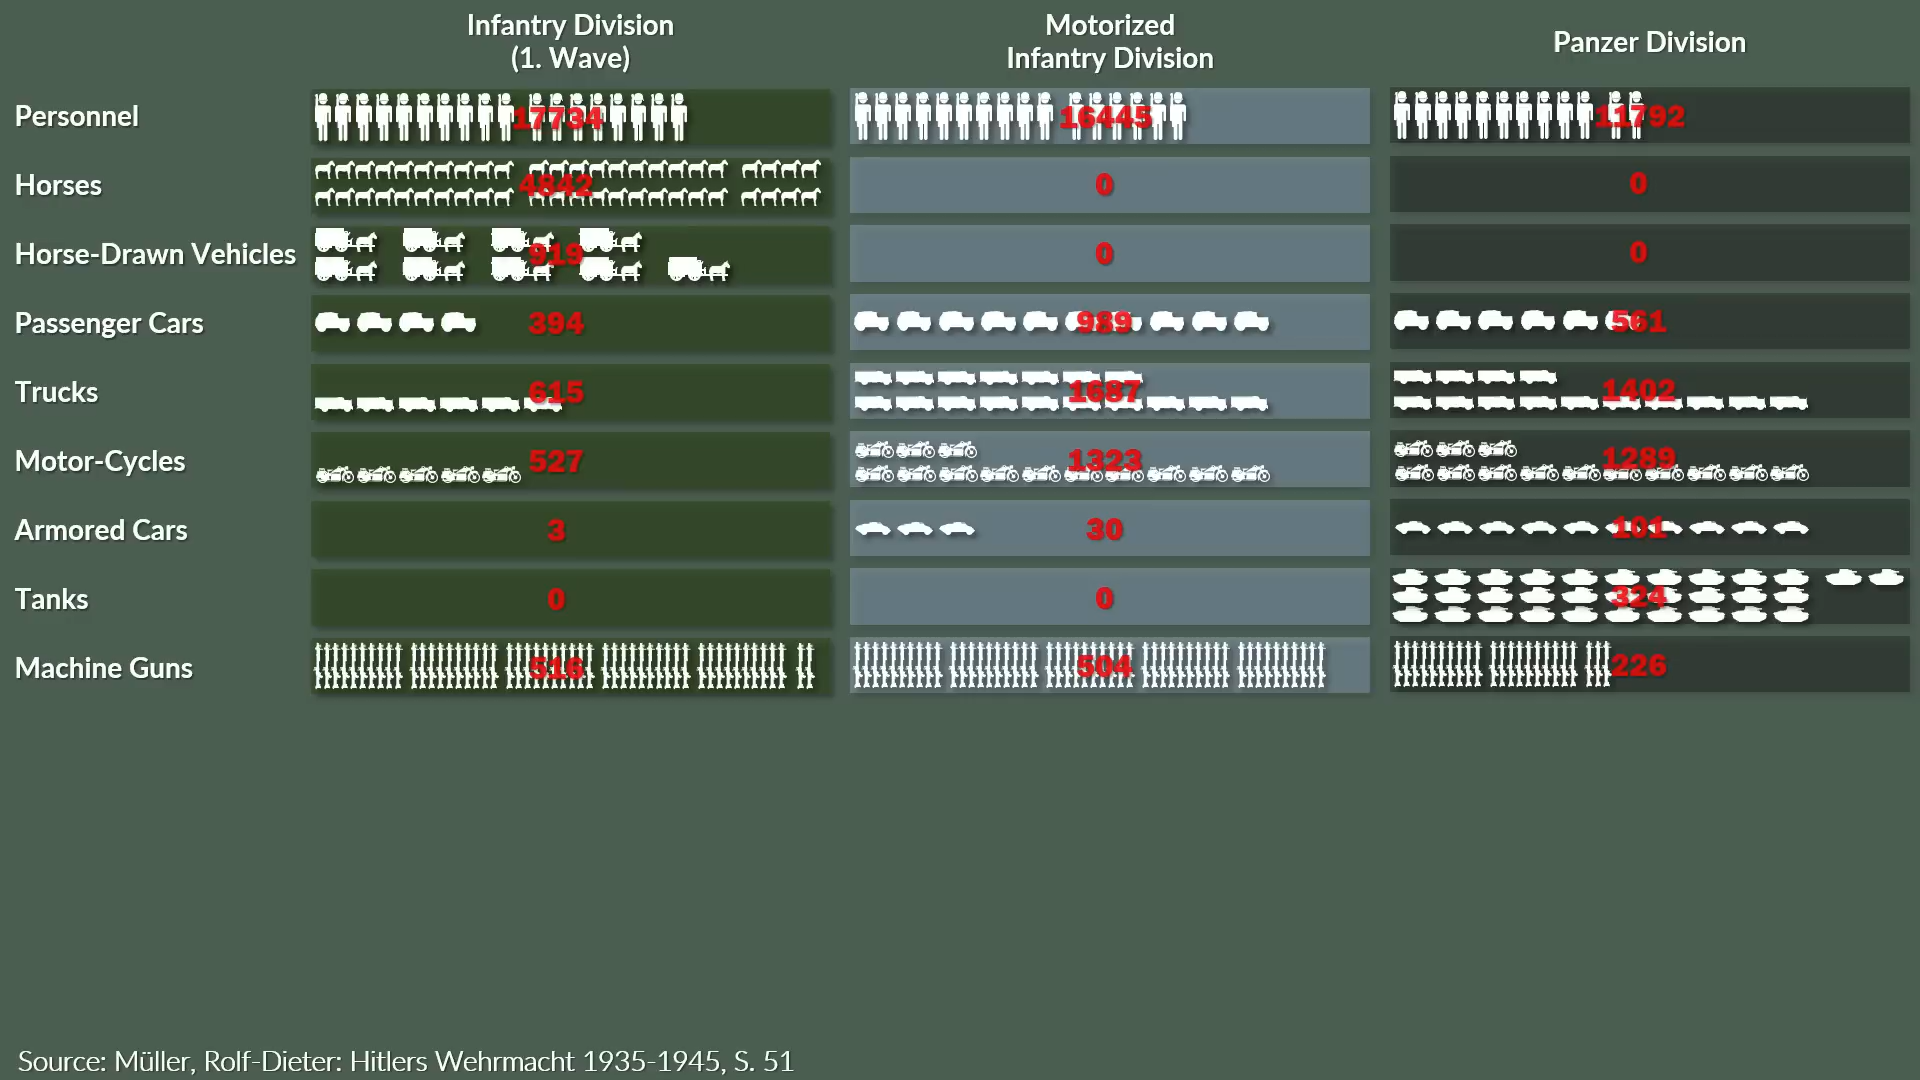 Infantry Division
(1. Wave)
Motorized
Infantry Division
Panzer Division
Personnel 17734 16445 11792
Horses 4842 0 0
Horse-Drawn Vehicles 919 0 0
Passenger Cars 394 989 561
Trucks 615 1687 1402
Motor-Cycles 527 1323 1289
Armored Cars 3 30 101
Tanks 0 0 324
Machine Guns 516 504 226
Source: Müller, Rolf-Dieter: Hitlers Wehrmacht 1935-1945, S. 51